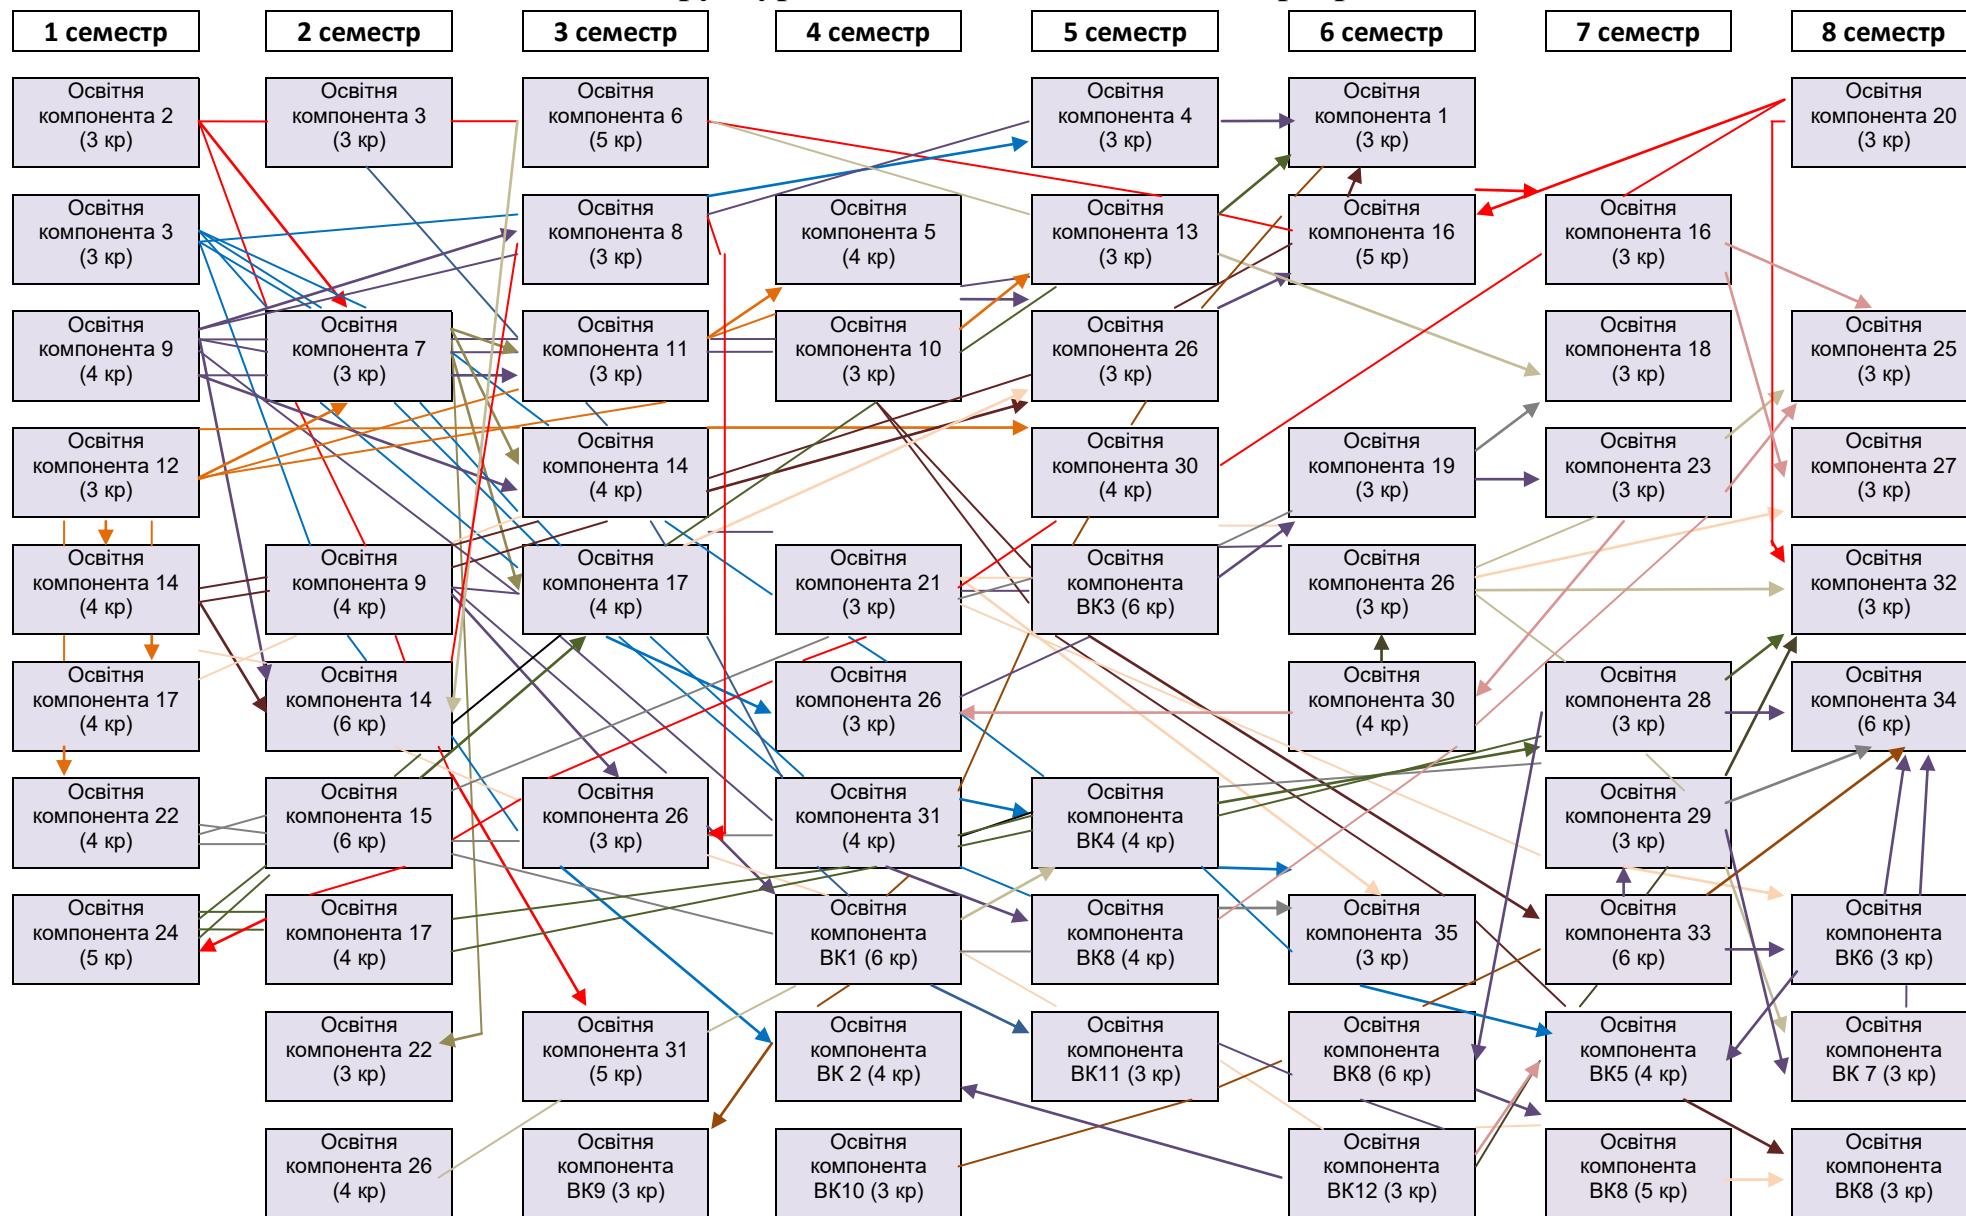 1 семестр
2 семестр
3 семестр
4 семестр
5 семестр
6 семестр
7 семестр
8 семестр
Освітня
компонента 2
(3 кр)
Освітня
компонента 3
(3 кр)
Освітня
компонента 6
(5 кр)
Освітня
компонента 4
(3 кр)
Освітня
компонента 1
(3 кр)
Освітня
компонента 20
(3 кр)
Освітня
компонента 3
(3 кр)
Освітня
компонента 8
(3 кр)
Освітня
компонента 5
(4 кр)
Освітня
компонента 13
(3 кр)
Освітня
компонента 16
(5 кр)
Освітня
компонента 16
(3 кр)
Освітня
компонента 9
(4 кр)
Освітня
компонента 7
(3 кр)
Освітня
компонента 11
(3 кр)
Освітня
компонента 10
(3 кр)
Освітня
компонента 26
(3 кр)
Освітня
компонента 18
(3 кр)
Освітня
компонента 25
(3 кр)
Освітня
компонента 12
(3 кр)
Освітня
компонента 14
(4 кр)
Освітня
компонента 30
(4 кр)
Освітня
компонента 19
(3 кр)
Освітня
компонента 23
(3 кр)
Освітня
компонента 27
(3 кр)
Освітня
компонента 14
(4 кр)
Освітня
компонента 9
(4 кр)
Освітня
компонента 17
(4 кр)
Освітня
компонента 21
(3 кр)
Освітня
компонента
ВК3 (6 кр)
Освітня
компонента 26
(3 кр)
Освітня
компонента 32
(3 кр)
Освітня
компонента 17
(4 кр)
Освітня
компонента 14
(6 кр)
Освітня
компонента 26
(3 кр)
Освітня
компонента 30
(4 кр)
Освітня
компонента 28
(3 кр)
Освітня
компонента 34
(6 кр)
Освітня
компонента 22
(4 кр)
Освітня
компонента 15
(6 кр)
Освітня
компонента 26
(3 кр)
Освітня
компонента 31
(4 кр)
Освітня
компонента
ВК4 (4 кр)
Освітня
компонента 29
(3 кр)
Освітня
компонента 24
(5 кр)
Освітня
компонента 17
(4 кр)
Освітня
компонента
ВК1 (6 кр)
Освітня
компонента
ВК8 (4 кр)
Освітня
компонента 35
(3 кр)
Освітня
компонента 33
(6 кр)
Освітня
компонента
ВК6 (3 кр)
Освітня
компонента 22
(3 кр)
Освітня
компонента 31
(5 кр)
Освітня
компонента
ВК 2 (4 кр)
Освітня
компонента
ВК11 (3 кр)
Освітня
компонента
ВК8 (6 кр)
Освітня
компонента
ВК5 (4 кр)
Освітня
компонента
ВК 7 (3 кр)
Освітня
компонента 26
(4 кр)
Освітня
компонента
ВК9 (3 кр)
Освітня
компонента
ВК10 (3 кр)
Освітня
компонента
ВК12 (3 кр)
Освітня
компонента
ВК8 (5 кр)
Освітня
компонента
ВК8 (3 кр)